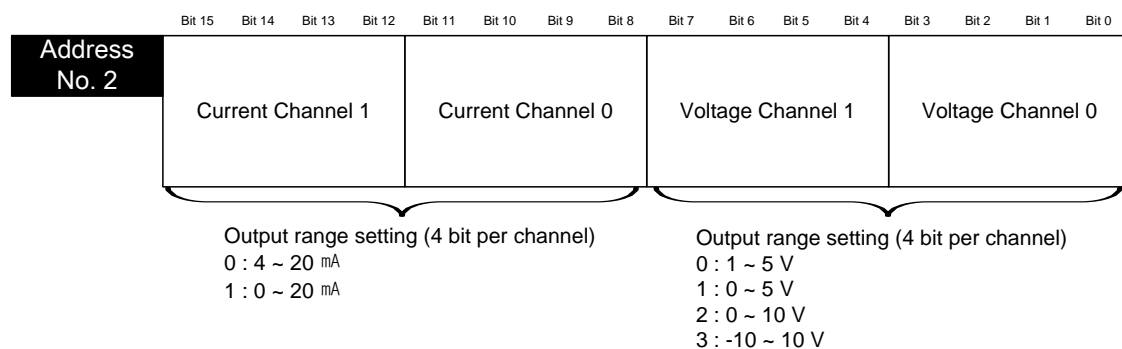 Bit 15 Bit 14 Bit 13 Bit 12 Bit 11 Bit 10 Bit 9 Bit 8 Bit 7 Bit 6 Bit 5 Bit 4 Bit 3 Bit 2 Bit 1 Bit 0
Address
No. 2
Current Channel 1
Current Channel 0
Voltage Channel 1
Voltage Channel 0
Output range setting (4 bit per channel)
0 : 4 ~ 20 ㎃
1 : 0 ~ 20 ㎃
Output range setting (4 bit per channel)
0 : 1 ~ 5 V
1 : 0 ~ 5 V
2 : 0 ~ 10 V
3 : -10 ~ 10 V